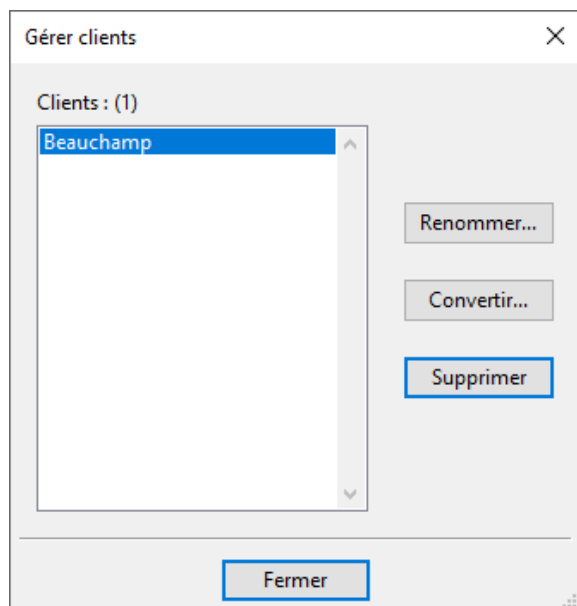 Gérer clients
Clients : (1)
Beauchamp
Renommer...
Convertir...
Supprimer
Fermer